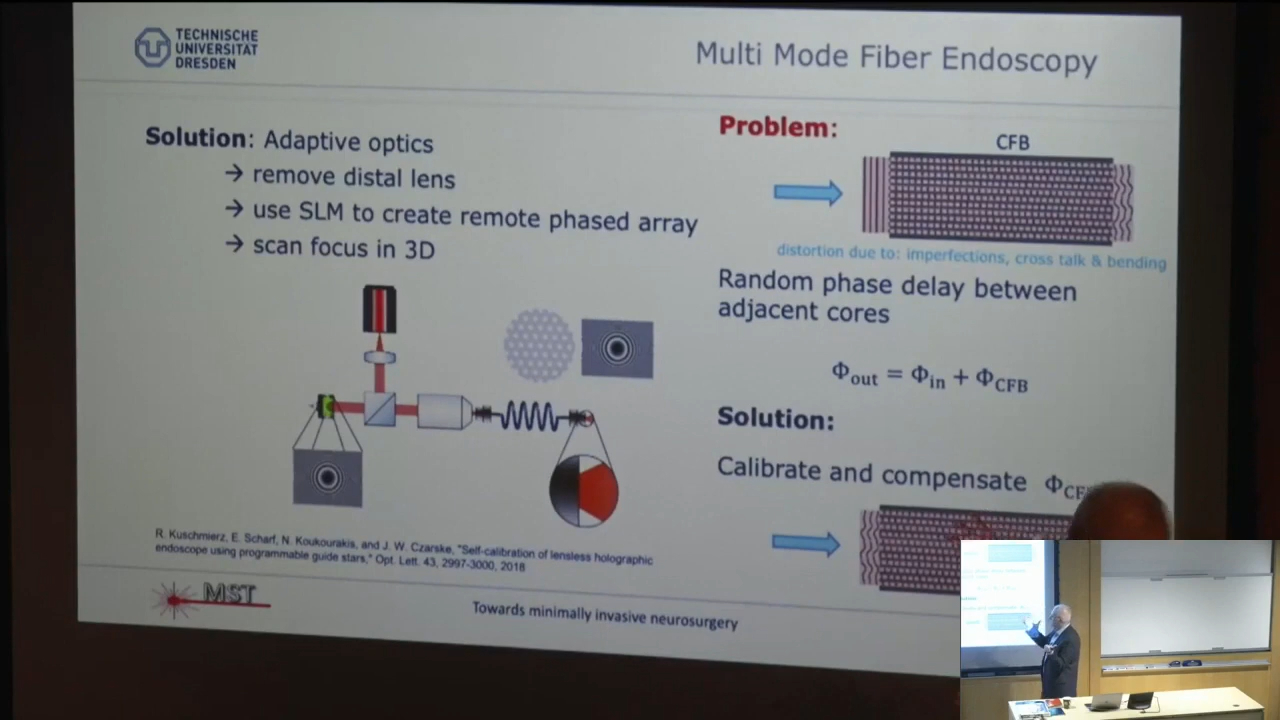 TECHNISCHE
UNIVERSITÄT
DRESDEN
Multi Mode Fiber Endoscopy
Solution: Adaptive optics
→ remove distal lens
→ use SLM to create remote phased array
→ scan focus in 3D
Problem:
CFB
distortion due to: imperfections, cross talk & bending
Random phase delay between
adjacent cores
Φout = Φin + ΦCFB
Solution:
Calibrate and compensate
R. Kuschmierz, E. Scharf, N. Koukourakis, and J. W. Czarske, "Self-calibration of lensless holographic
endoscope using programmable guide stars," Opt. Lett. 43, 2997-3000, 2018
MST
Towards minimally invasive neurosurgery